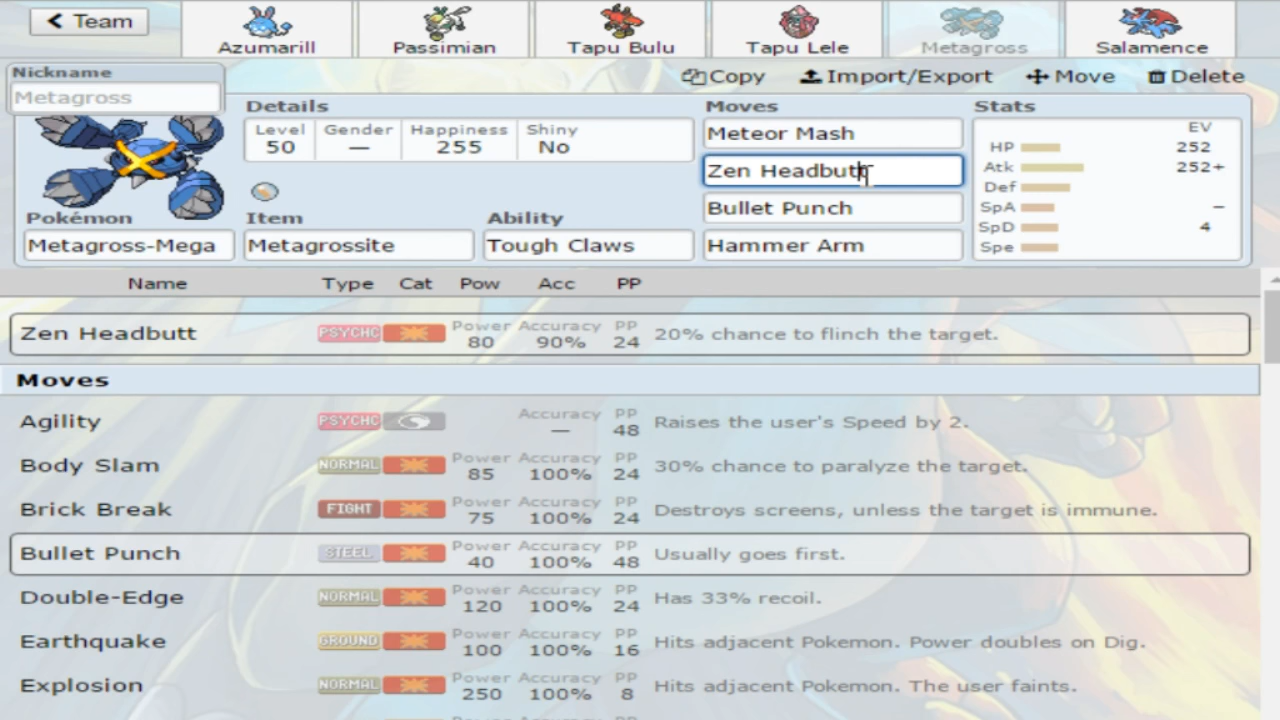 Team
Azumarill
Passimian
Tapu Bulu
Tapu Lele
Metagross
Salamence
Copy Import/Export Move Delete
Nickname
Metagross
Details
Level Gender Happiness Shiny
50 — 255 No
Pokémon Item Ability
Metagross-Mega Metagrossite Tough Claws
Moves
Meteor Mash
Zen Headbutt
Bullet Punch
Hammer Arm
Stats
EV
HP 252
Atk 252+
Def
SpA –
SpD 4
Spe
Name Type Cat Pow Acc PP
Zen Headbutt PSYCHC Power 80 Accuracy 90% PP 24 20% chance to flinch the target.
Moves
Agility PSYCHC Accuracy — PP 48 Raises the user's Speed by 2.
Body Slam NORMAL Power 85 Accuracy 100% PP 24 30% chance to paralyze the target.
Brick Break FIGHT Power 75 Accuracy 100% PP 24 Destroys screens, unless the target is immune.
Bullet Punch STEEL Power 40 Accuracy 100% PP 48 Usually goes first.
Double-Edge NORMAL Power 120 Accuracy 100% PP 24 Has 33% recoil.
Earthquake GROUND Power 100 Accuracy 100% PP 16 Hits adjacent Pokemon. Power doubles on Dig.
Explosion NORMAL Power 250 Accuracy 100% PP 8 Hits adjacent Pokemon. The user faints.